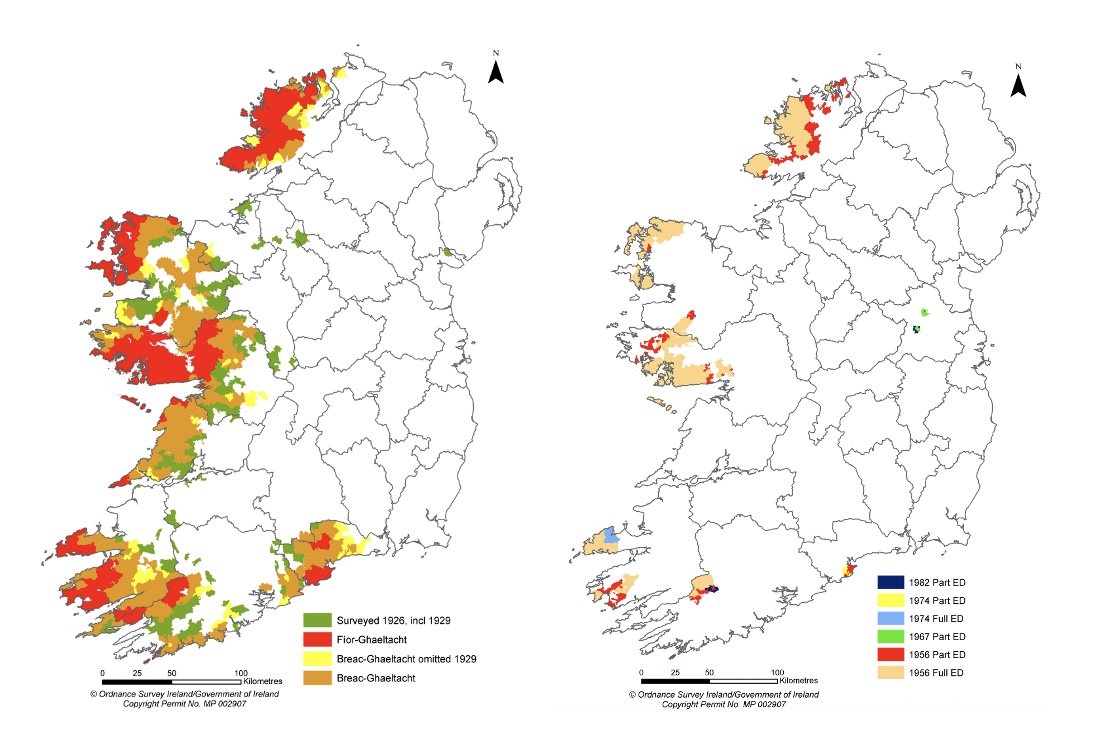 N
Surveyed 1926, incl 1929
Fior-Ghaeltacht
Breac-Ghaeltacht omitted 1929
Breac-Ghaeltacht
0 25 50 100
Kilometres
© Ordnance Survey Ireland/Government of Ireland
Copyright Permit No. MP 002907
N
1982 Part ED
1974 Part ED
1974 Full ED
1967 Part ED
1956 Part ED
1956 Full ED
0 25 50 100
Kilometres
© Ordnance Survey Ireland/Government of Ireland
Copyright Permit No. MP 002907